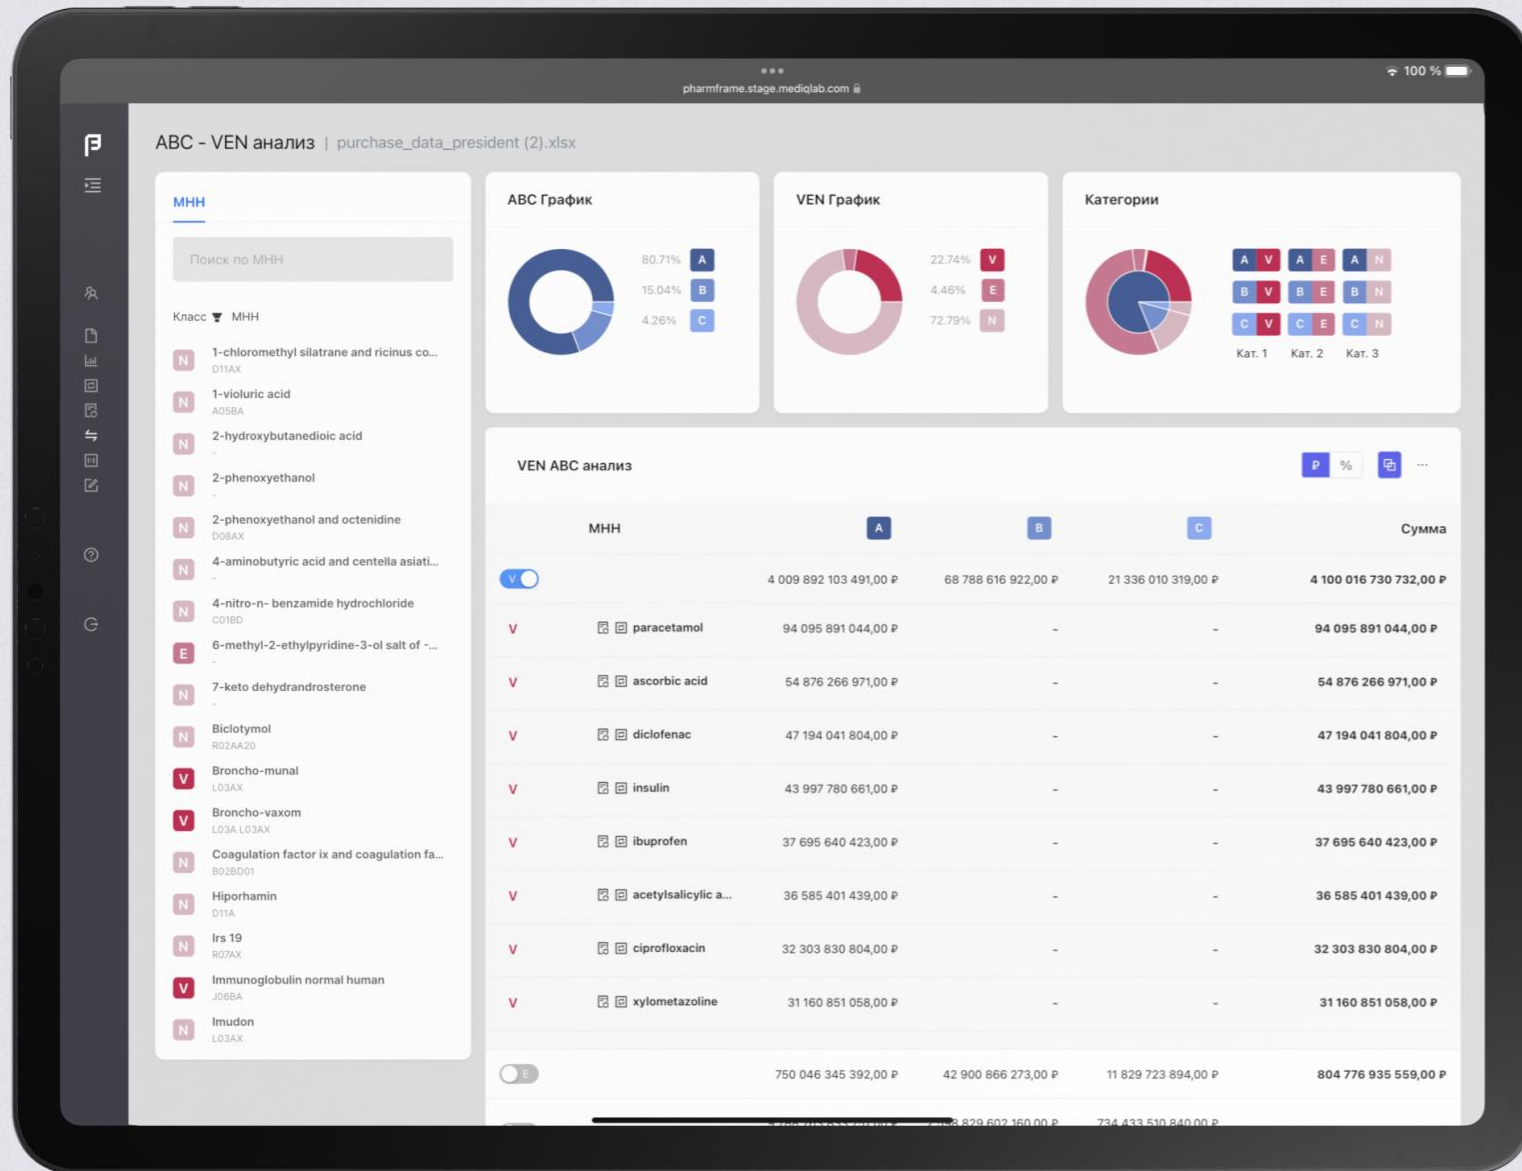 100 %
pharmframe.stage.mediqlab.com
ABC - VEN анализ | purchase_data_president (2).xlsx
МНН
Поиск по МНН
Класс МНН
N 1-chloromethyl silatrane and ricinus co...
D11AX
N 1-violuric acid
A05BA
N 2-hydroxybutanedioic acid
-
N 2-phenoxyethanol
-
N 2-phenoxyethanol and octenidine
D08AX
N 4-aminobutyric acid and centella asiati...
-
N 4-nitro-n- benzamide hydrochloride
C01BD
E 6-methyl-2-ethylpyridine-3-ol salt of -...
-
N 7-keto dehydrandrosterone
-
N Biclotymol
R02AA20
V Broncho-munal
L03AX
V Broncho-vaxom
L03A L03AX
N Coagulation factor ix and coagulation fa...
B02BD01
N Hiporhamin
D11A
N Irs 19
R07AX
V Immunoglobulin normal human
J06BA
N Imudon
L03AX
ABC График
80.71% A
15.04% B
4.26% C
VEN График
22.74% V
4.46% E
72.79% N
Категории
A V A E A N
B V B E B N
C V C E C N
Кат. 1 Кат. 2 Кат. 3
VEN ABC анализ
₽ % ...
МНН A B C Сумма
V 4 009 892 103 491,00 ₽ 68 788 616 922,00 ₽ 21 336 010 319,00 ₽ 4 100 016 730 732,00 ₽
V paracetamol 94 095 891 044,00 ₽ - - 94 095 891 044,00 ₽
V ascorbic acid 54 876 266 971,00 ₽ - - 54 876 266 971,00 ₽
V diclofenac 47 194 041 804,00 ₽ - - 47 194 041 804,00 ₽
V insulin 43 997 780 661,00 ₽ - - 43 997 780 661,00 ₽
V ibuprofen 37 695 640 423,00 ₽ - - 37 695 640 423,00 ₽
V acetylsalicylic a... 36 585 401 439,00 ₽ - - 36 585 401 439,00 ₽
V ciprofloxacin 32 303 830 804,00 ₽ - - 32 303 830 804,00 ₽
V xylometazoline 31 160 851 058,00 ₽ - - 31 160 851 058,00 ₽
E 750 046 345 392,00 ₽ 42 900 866 273,00 ₽ 11 829 723 894,00 ₽ 804 776 935 559,00 ₽
829 602 160,00 ₽ 734 433 510 840,00 ₽